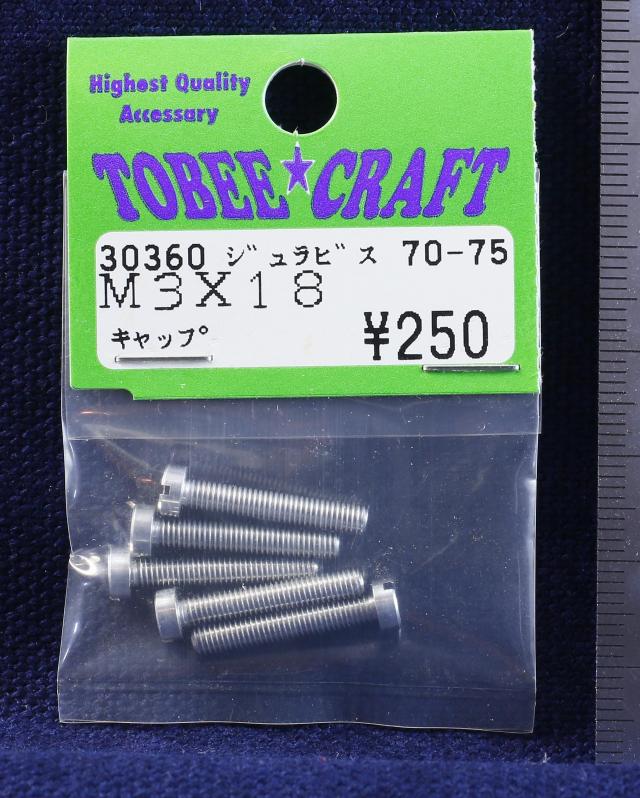 Highest Quality
Accessary
TOBEE★CRAFT
30360 ジュラビス 70-75
M3X18
キャップ
¥250